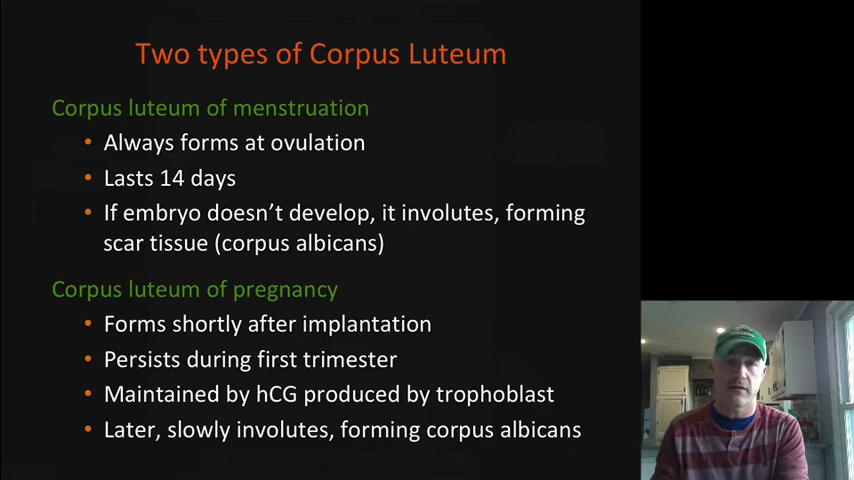 Two types of Corpus Luteum
Corpus luteum of menstruation
• Always forms at ovulation
• Lasts 14 days
• If embryo doesn't develop, it involutes, forming
scar tissue (corpus albicans)
Corpus luteum of pregnancy
• Forms shortly after implantation
• Persists during first trimester
• Maintained by hCG produced by trophoblast
• Later, slowly involutes, forming corpus albicans